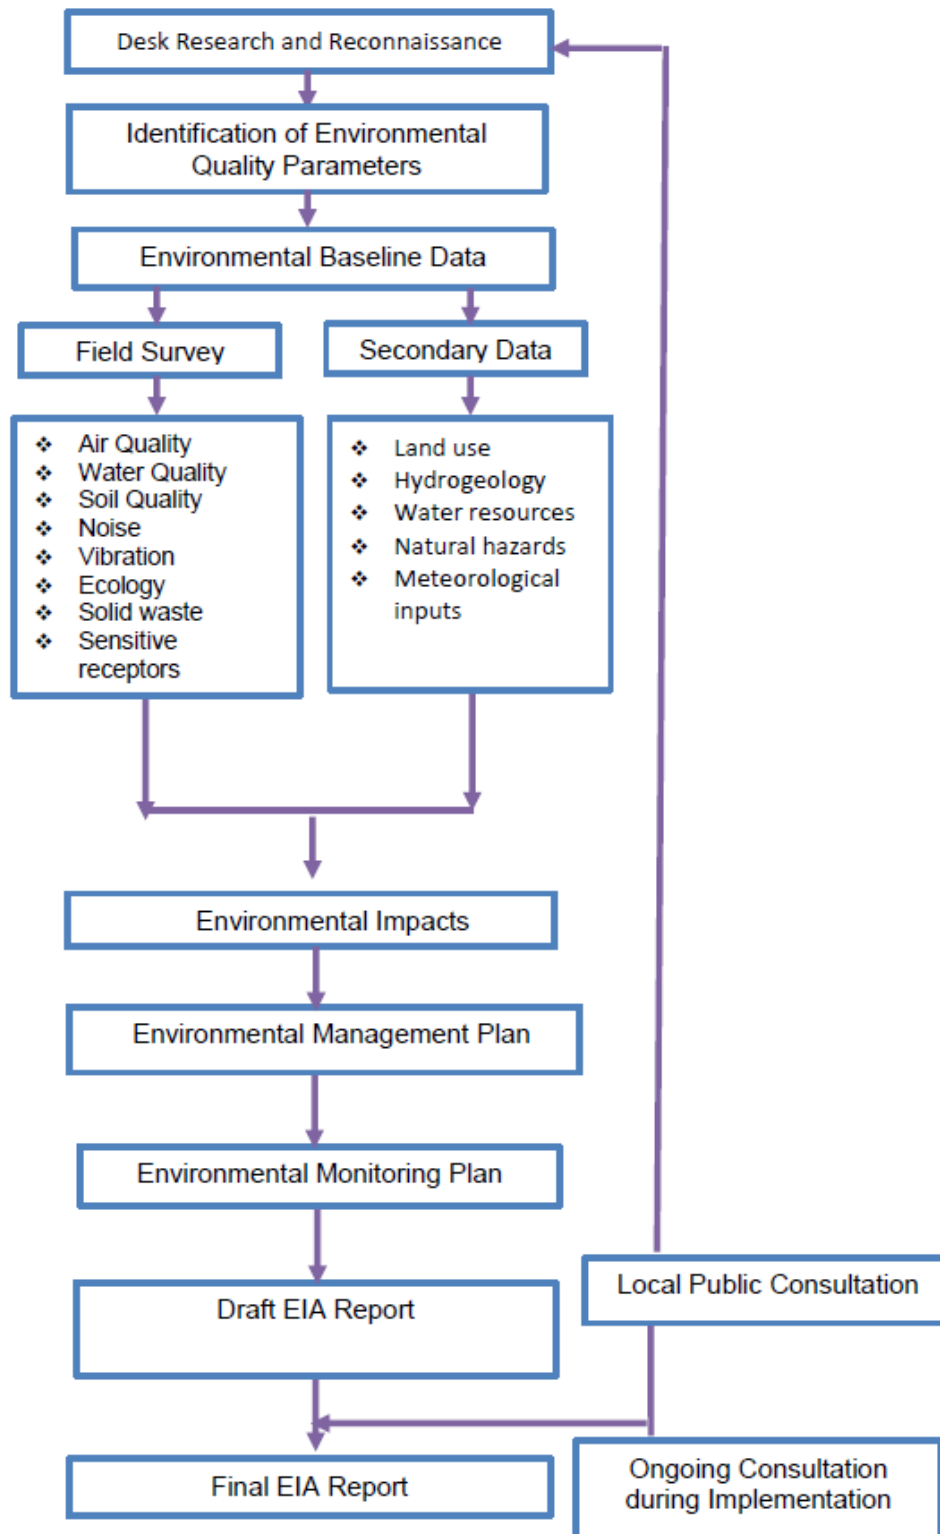 Desk Research and Reconnaissance
Identification of Environmental
Quality Parameters
Environmental Baseline Data
Field Survey
Secondary Data
❖ Air Quality
❖ Water Quality
❖ Soil Quality
❖ Noise
❖ Vibration
❖ Ecology
❖ Solid waste
❖ Sensitive
receptors
❖ Land use
❖ Hydrogeology
❖ Water resources
❖ Natural hazards
❖ Meteorological
inputs
Environmental Impacts
Environmental Management Plan
Environmental Monitoring Plan
Local Public Consultation
Draft EIA Report
Final EIA Report
Ongoing Consultation
during Implementation